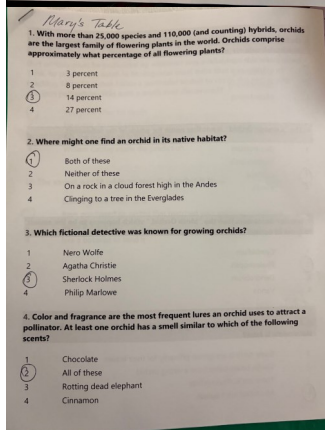 Mary's Table
1. With more than 25,000 species and 110,000 (and counting) hybrids, orchids
are the largest family of flowering plants in the world. Orchids comprise
approximately what percentage of all flowering plants?
1 3 percent
2 8 percent
3 14 percent
4 27 percent
2. Where might one find an orchid in its native habitat?
1 Both of these
2 Neither of these
3 On a rock in a cloud forest high in the Andes
4 Clinging to a tree in the Everglades
3. Which fictional detective was known for growing orchids?
1 Nero Wolfe
2 Agatha Christie
3 Sherlock Holmes
4 Philip Marlowe
4. Color and fragrance are the most frequent lures an orchid uses to attract a
pollinator. At least one orchid has a smell similar to which of the following
scents?
1 Chocolate
2 All of these
3 Rotting dead elephant
4 Cinnamon